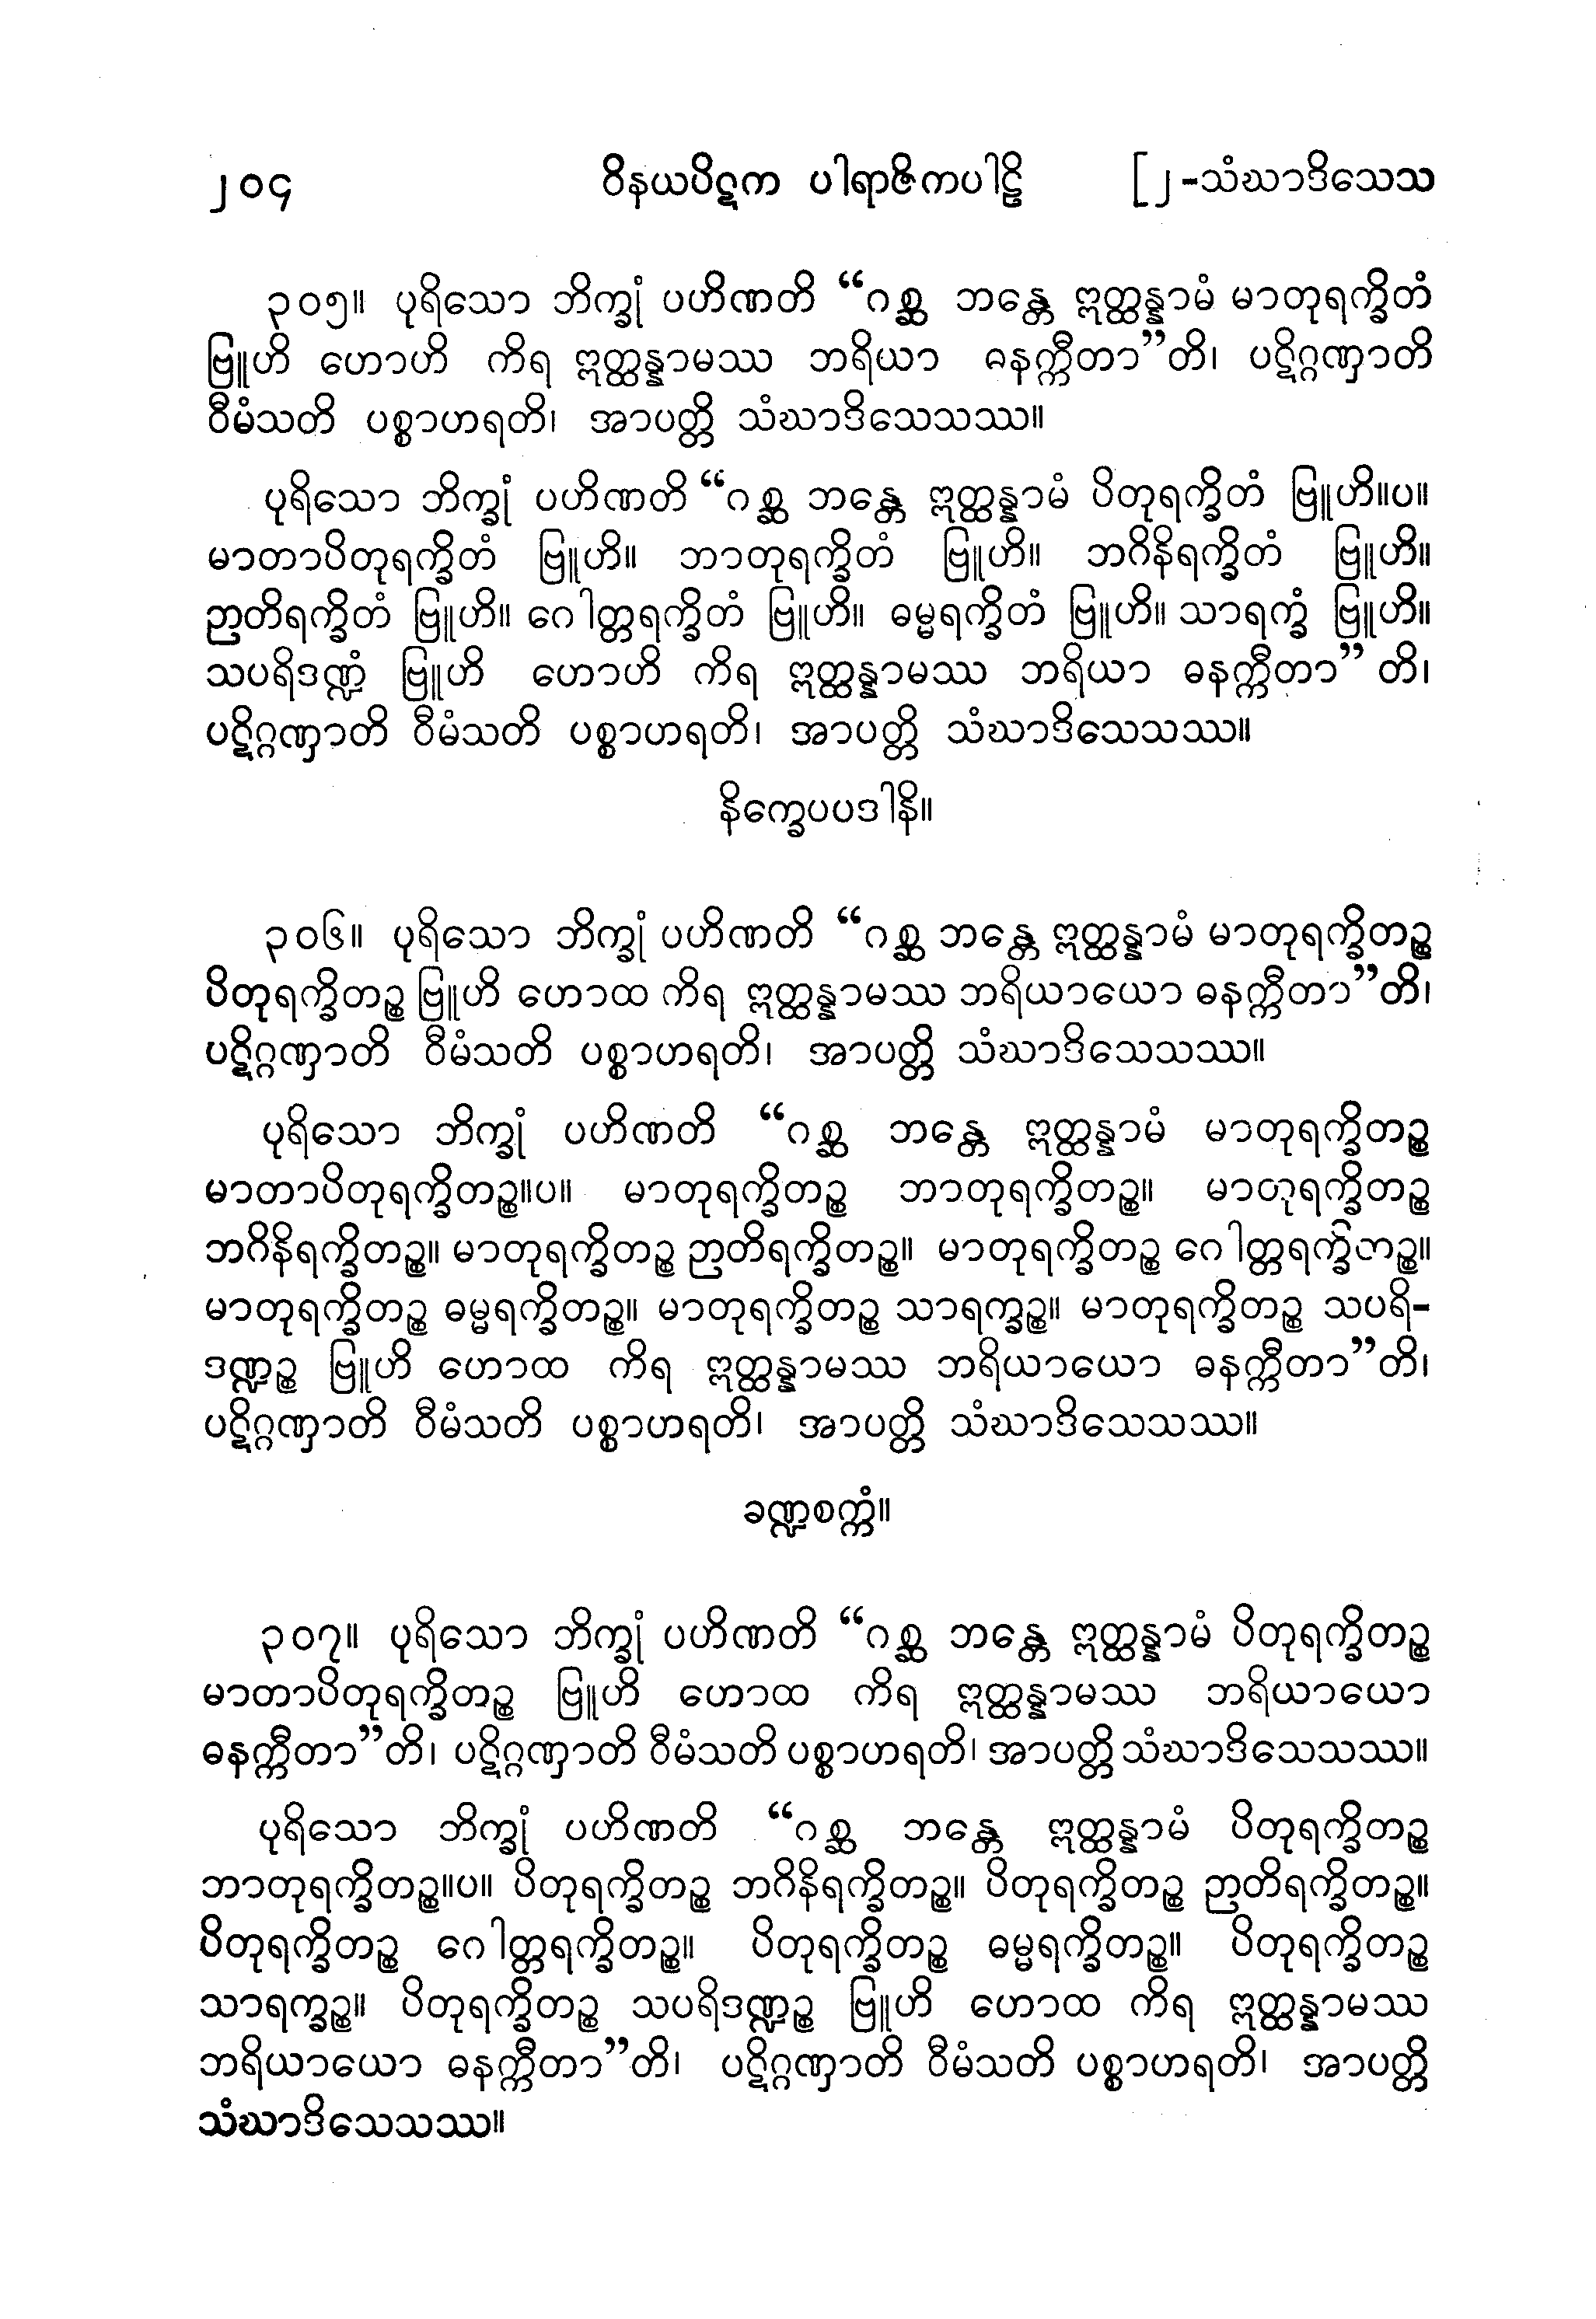 ၂၀၄ ဝိနယပိဋက ပါရာဇိကပါဠိ [၂-သံဃာဒိသေသ
၃၀၅။ ပုရိသော ဘိက္ခုံ ပဟိဏတိ “ဂစ္ဆ ဘန္တေ ဣတ္ထန္နာမံ မာတုရက္ခိတံ
ဗြူဟိ ဟောဟိ ကိရ ဣတ္ထန္နာမဿ ဘရိယာ ဓနက္ကီတာ”တိ၊ ပဋိဂ္ဂဏှာတိ
ဝီမံသတိ ပစ္စာဟရတိ၊ အာပတ္တိ သံဃာဒိသေသဿ။
ပုရိသော ဘိက္ခုံ ပဟိဏတိ “ဂစ္ဆ ဘန္တေ ဣတ္ထန္နာမံ ပိတုရက္ခိတံ ဗြူဟိ။ပ။
မာတာပိတုရက္ခိတံ ဗြူဟိ။ ဘာတုရက္ခိတံ ဗြူဟိ။ ဘဂိနိရက္ခိတံ ဗြူဟိ။
ဉာတိရက္ခိတံ ဗြူဟိ။ ဂေါတ္တရက္ခိတံ ဗြူဟိ။ ဓမ္မရက္ခိတံ ဗြူဟိ။ သာရက္ခံ ဗြူဟိ။
သပရိဒဏ္ဍံ ဗြူဟိ ဟောဟိ ကိရ ဣတ္ထန္နာမဿ ဘရိယာ ဓနက္ကီတာ” တိ၊
ပဋိဂ္ဂဏှာတိ ဝီမံသတိ ပစ္စာဟရတိ၊ အာပတ္တိ သံဃာဒိသေသဿ။
နိက္ခေပပဒါနိ။
၃၀၆။ ပုရိသော ဘိက္ခုံ ပဟိဏတိ “ဂစ္ဆ ဘန္တေ ဣတ္ထန္နာမံ မာတုရက္ခိတဉ္စ
ပိတုရက္ခိတဉ္စ ဗြူဟိ ဟောထ ကိရ ဣတ္ထန္နာမဿ ဘရိယာယော ဓနက္ကီတာ”တိ၊
ပဋိဂ္ဂဏှာတိ ဝီမံသတိ ပစ္စာဟရတိ၊ အာပတ္တိ သံဃာဒိသေသဿ။
ပုရိသော ဘိက္ခုံ ပဟိဏတိ “ဂစ္ဆ ဘန္တေ ဣတ္ထန္နာမံ မာတုရက္ခိတဉ္စ
မာတာပိတုရက္ခိတဉ္စ။ပ။ မာတုရက္ခိတဉ္စ ဘာတုရက္ခိတဉ္စ။ မာတုရက္ခိတဉ္စ
ဘဂိနိရက္ခိတဉ္စ။ မာတုရက္ခိတဉ္စ ဉာတိရက္ခိတဉ္စ။ မာတုရက္ခိတဉ္စ ဂေါတ္တရက္ခိတဉ္စ။
မာတုရက္ခိတဉ္စ ဓမ္မရက္ခိတဉ္စ။ မာတုရက္ခိတဉ္စ သာရက္ခဉ္စ။ မာတုရက္ခိတဉ္စ သပရိ-
ဒဏ္ဍဉ္စ ဗြူဟိ ဟောထ ကိရ ဣတ္ထန္နာမဿ ဘရိယာယော ဓနက္ကီတာ”တိ၊
ပဋိဂ္ဂဏှာတိ ဝီမံသတိ ပစ္စာဟရတိ၊ အာပတ္တိ သံဃာဒိသေသဿ။
ခဏ္ဍစက္ကံ။
၃၀၇။ ပုရိသော ဘိက္ခုံ ပဟိဏတိ “ဂစ္ဆ ဘန္တေ ဣတ္ထန္နာမံ ပိတုရက္ခိတဉ္စ
မာတာပိတုရက္ခိတဉ္စ ဗြူဟိ ဟောထ ကိရ ဣတ္ထန္နာမဿ ဘရိယာယော
ဓနက္ကီတာ”တိ၊ ပဋိဂ္ဂဏှာတိ ဝီမံသတိ ပစ္စာဟရတိ၊ အာပတ္တိ သံဃာဒိသေသဿ။
ပုရိသော ဘိက္ခုံ ပဟိဏတိ “ဂစ္ဆ ဘန္တေ ဣတ္ထန္နာမံ ပိတုရက္ခိတဉ္စ
ဘာတုရက္ခိတဉ္စ။ပ။ ပိတုရက္ခိတဉ္စ ဘဂိနိရက္ခိတဉ္စ။ ပိတုရက္ခိတဉ္စ ဉာတိရက္ခိတဉ္စ။
ပိတုရက္ခိတဉ္စ ဂေါတ္တရက္ခိတဉ္စ။ ပိတုရက္ခိတဉ္စ ဓမ္မရက္ခိတဉ္စ။ ပိတုရက္ခိတဉ္စ
သာရက္ခဉ္စ။ ပိတုရက္ခိတဉ္စ သပရိဒဏ္ဍဉ္စ ဗြူဟိ ဟောထ ကိရ ဣတ္ထန္နာမဿ
ဘရိယာယော ဓနက္ကီတာ”တိ၊ ပဋိဂ္ဂဏှာတိ ဝီမံသတိ ပစ္စာဟရတိ၊ အာပတ္တိ
သံဃာဒိသေသဿ။